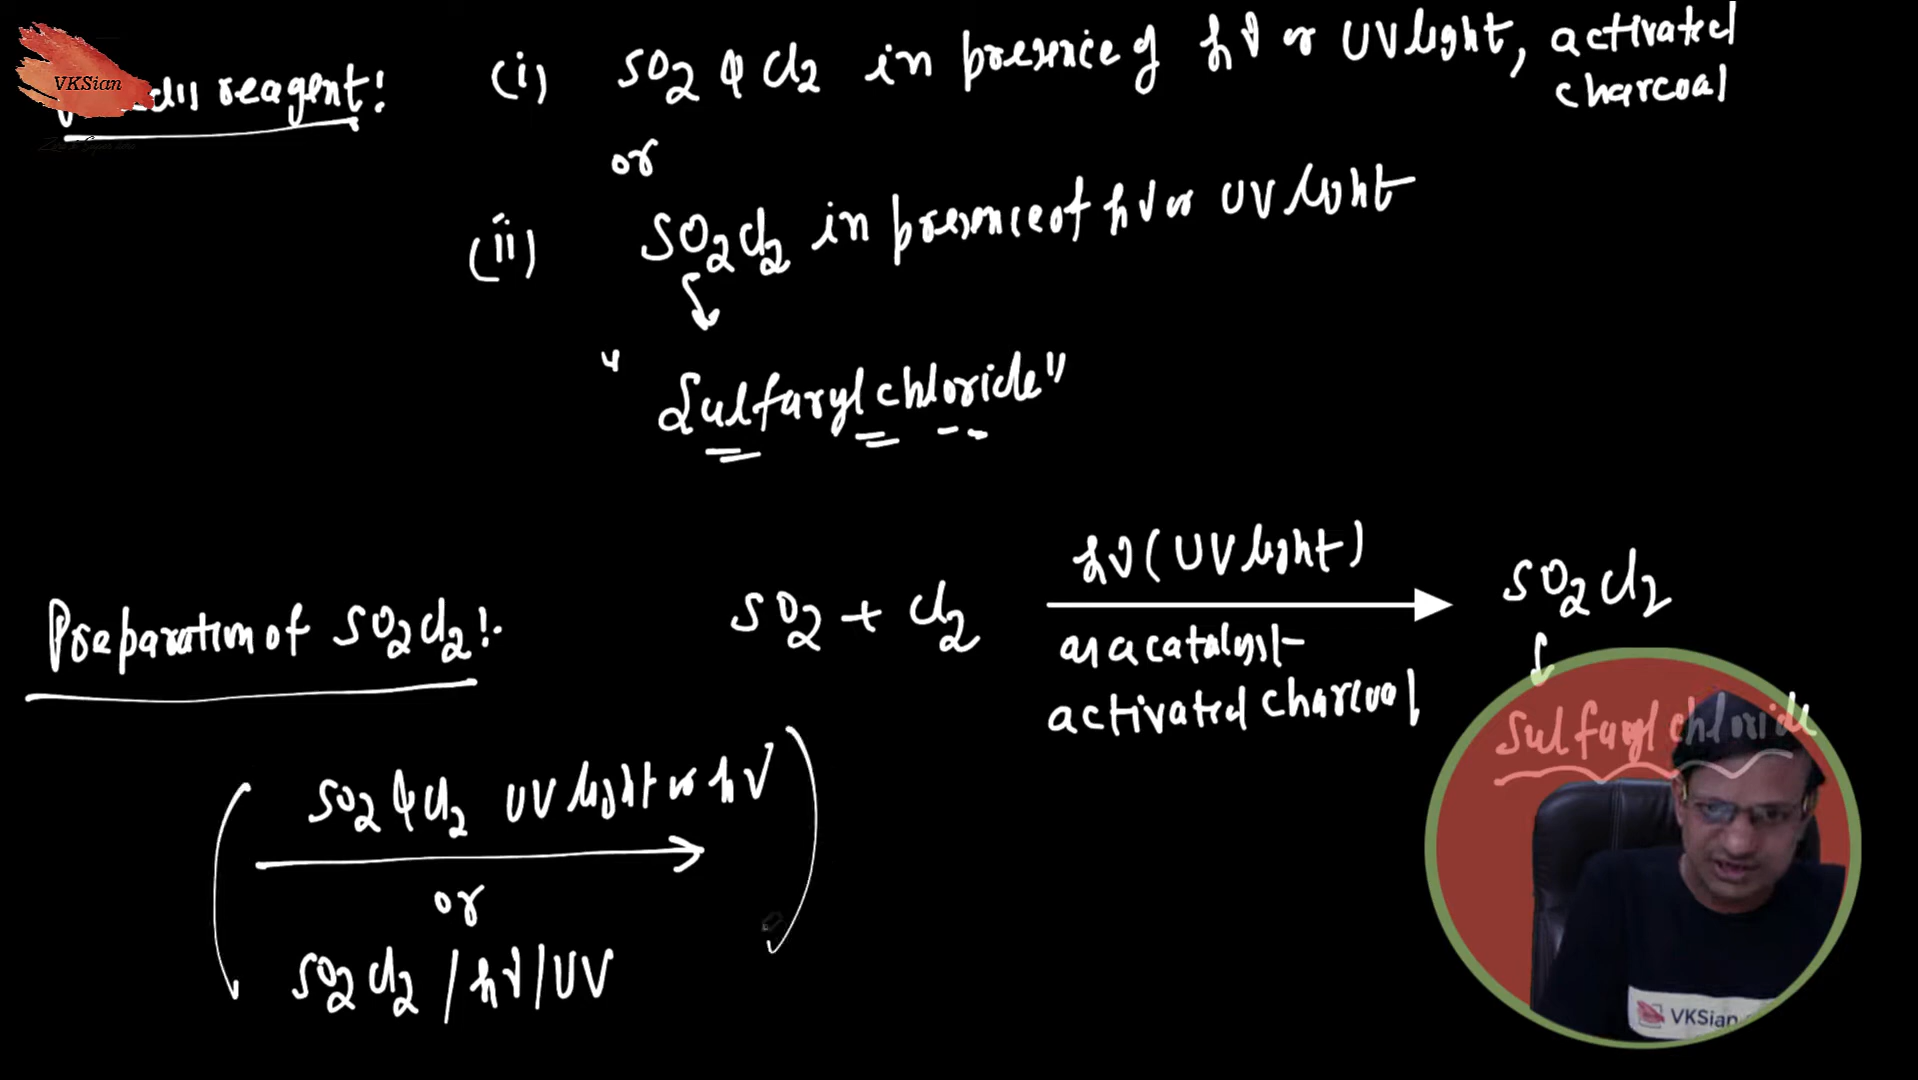 VKSian
reagent:
(i) SO2 & Cl2 in presence of hν or UV light, activated charcoal
or
(ii) SO2Cl2 in presence of hν or UV light
"Sulfuryl chloride"
Preparation of SO2Cl2:-
SO2 + Cl2
hν (UV light)
as a catalyst-
activated charcoal
SO2Cl2
Sulfuryl chloride
SO2 & Cl2 UV light or hν
or
SO2Cl2 / hν / UV
VKSian